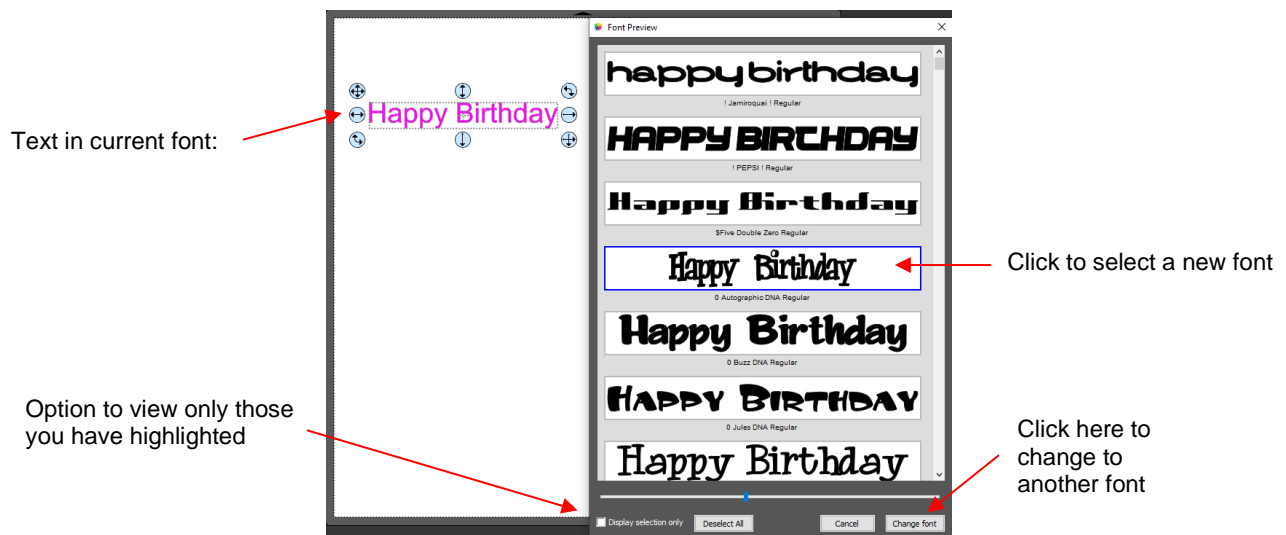 Font Preview
happy birthday
! Jamiroquai ! Regular
HAPPY BIRTHDAY
! PEPSI ! Regular
Happy Birthday
$Five Double Zero Regular
Happy Birthday
0 Autographic DNA Regular
Happy Birthday
0 Buzz DNA Regular
HAPPY BIRTHDAY
0 Jules DNA Regular
Happy Birthday
Display selection only
Deselect All
Cancel
Change font
Happy Birthday
Text in current font:
Click to select a new font
Option to view only those
you have highlighted
Click here to
change to
another font